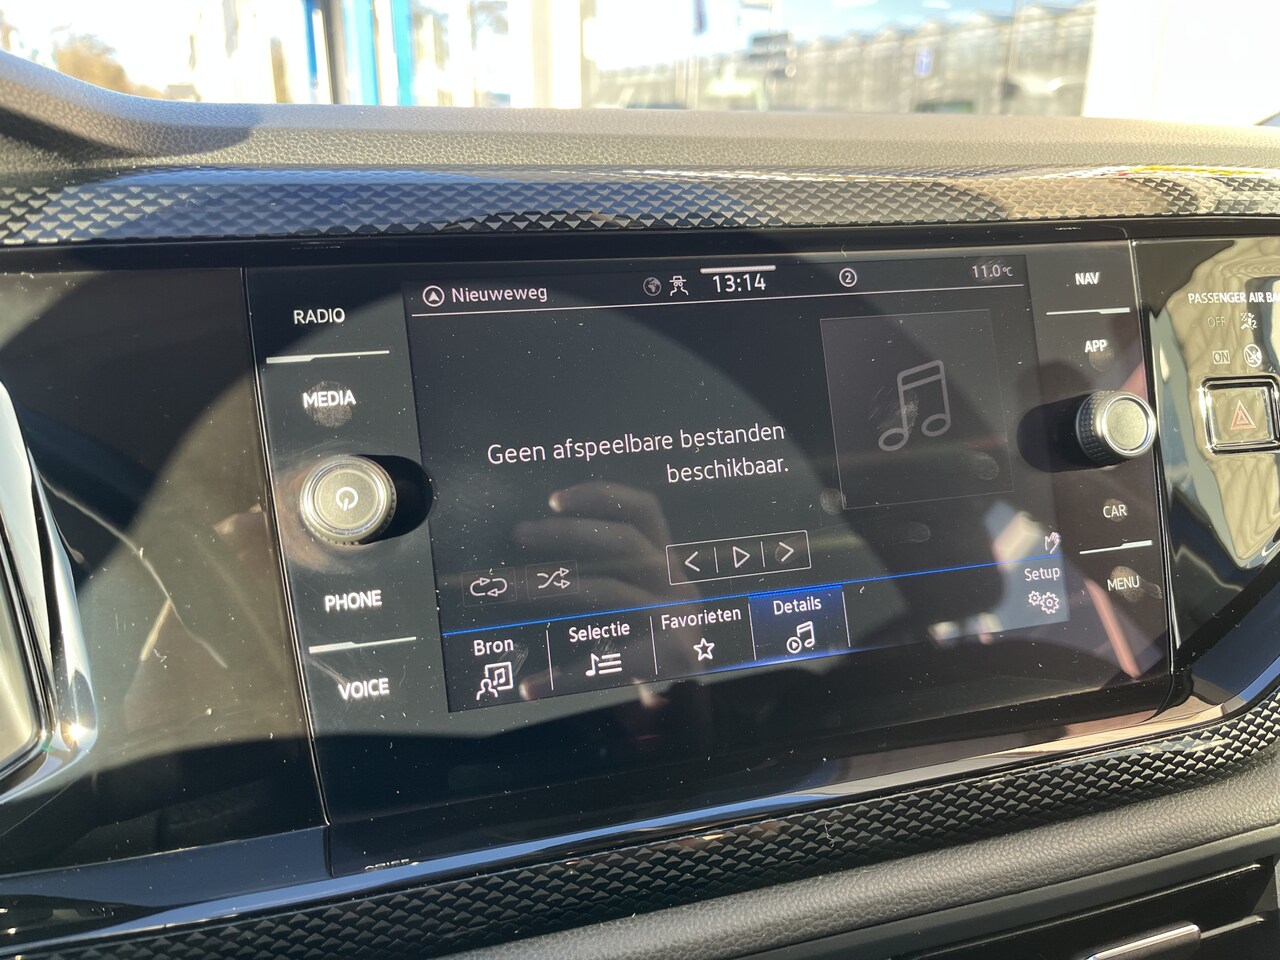 RADIO
MEDIA
PHONE
VOICE
Nieuweweg
13:14
2
11.0°C
Geen afspeelbare bestanden
beschikbaar.
Bron
Selectie
Favorieten
Details
Setup
NAV
APP
CAR
MENU
PASSENGER AIR BA
OFF
2
ON